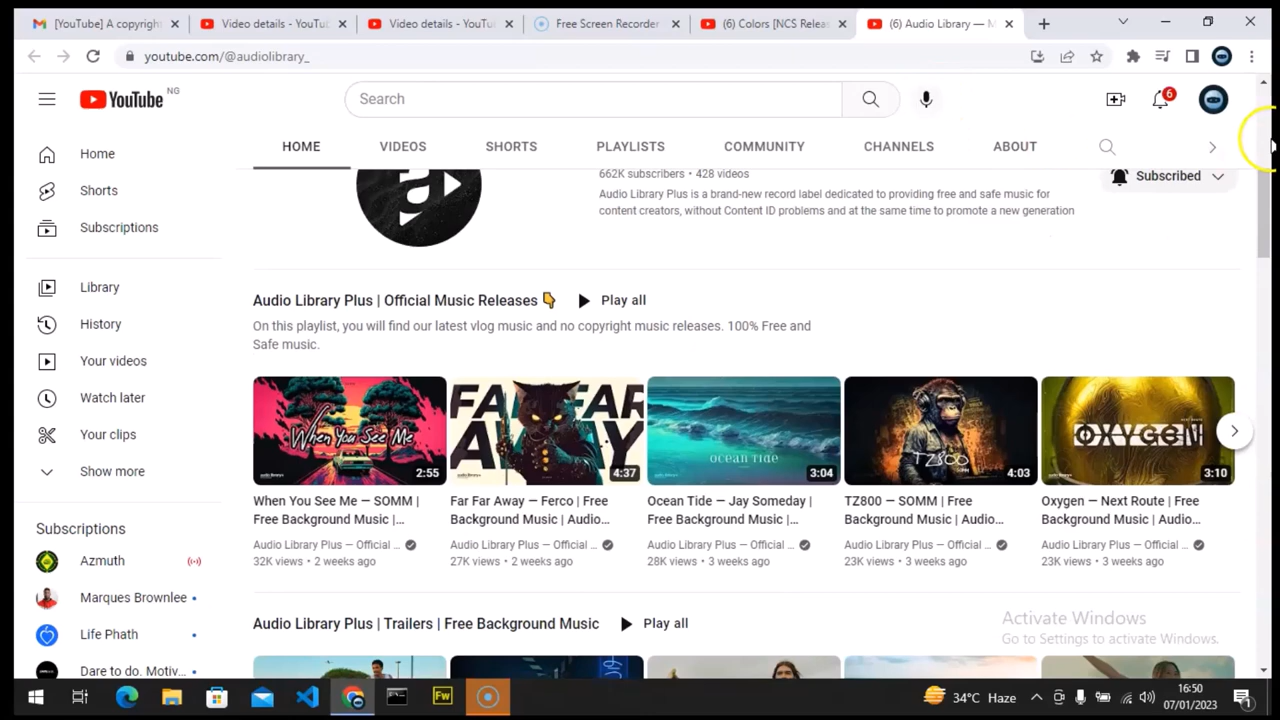 [YouTube] A copyright
Video details - YouTu
Video details - YouTu
Free Screen Recorder
(6) Colors [NCS Relea
(6) Audio Library — M
youtube.com/@audiolibrary_
YouTube NG
Search
6
HOME VIDEOS SHORTS PLAYLISTS COMMUNITY CHANNELS ABOUT
Home
Shorts
Subscriptions
Library
History
Your videos
Watch later
Your clips
Show more
Subscriptions
Azmuth
Marques Brownlee
Life Phath
Dare to do. Motiv...
a
662K subscribers • 428 videos
Audio Library Plus is a brand-new record label dedicated to providing free and safe music for
content creators, without Content ID problems and at the same time to promote a new generation
Subscribed
Audio Library Plus | Official Music Releases Play all
On this playlist, you will find our latest vlog music and no copyright music releases. 100% Free and
Safe music.
When You See Me
2:55
FAR FAR
AWAY
4:37
OCEAN TIDE
3:04
TZ800
4:03
OXYGEN
3:10
When You See Me — SOMM |
Free Background Music |...
Audio Library Plus — Official ...
32K views • 2 weeks ago
Far Far Away — Ferco | Free
Background Music | Audio...
Audio Library Plus — Official ...
27K views • 2 weeks ago
Ocean Tide — Jay Someday |
Free Background Music |...
Audio Library Plus — Official ...
28K views • 3 weeks ago
TZ800 — SOMM | Free
Background Music | Audio...
Audio Library Plus — Official ...
23K views • 3 weeks ago
Oxygen — Next Route | Free
Background Music | Audio...
Audio Library Plus — Official ...
23K views • 3 weeks ago
Audio Library Plus | Trailers | Free Background Music Play all
Activate Windows
Go to Settings to activate Windows.
Fw
34°C Haze
16:50
07/01/2023
1